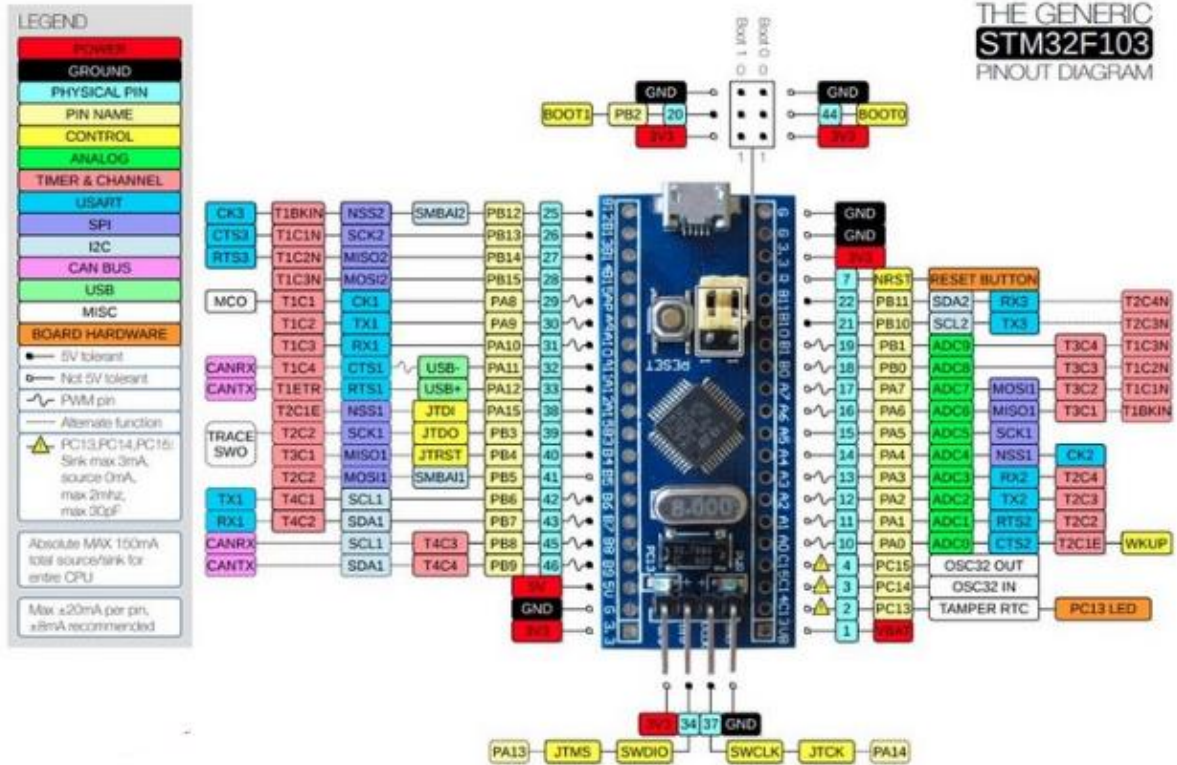 LEGEND
POWER
GROUND
PHYSICAL PIN
PIN NAME
CONTROL
ANALOG
TIMER & CHANNEL
USART
SPI
I2C
CAN BUS
USB
MISC
BOARD HARDWARE
5V tolerant
Not 5V tolerant
PWM pin
Alternate function
PC13,PC14,PC15:
Sink max 3mA,
source 0mA,
max 2mhz,
max 30pF
Absolute MAX 150mA
total source/sink for
entire CPU
Max ±20mA per pin,
±8mA recommended
THE GENERIC
STM32F103
PINOUT DIAGRAM
Boot 1 0
Boot 0 0
GND GND
BOOT1 PB2 20 44 BOOT0
3V3 3V3
1 1
CK3 T1BKIN NSS2 SMBAI2 PB12 25
CTS3 T1C1N SCK2 PB13 26
RTS3 T1C2N MISO2 PB14 27
T1C3N MOSI2 PB15 28
MCO T1C1 CK1 PA8 29
T1C2 TX1 PA9 30
T1C3 RX1 PA10 31
CANRX T1C4 CTS1 USB- PA11 32
CANTX T1ETR RTS1 USB+ PA12 33
T2C1E NSS1 JTDI PA15 38
TRACE SWO T2C2 SCK1 JTDO PB3 39
T3C1 MISO1 JTRST PB4 40
T2C2 MOSI1 SMBAI1 PB5 41
TX1 T4C1 SCL1 PB6 42
RX1 T4C2 SDA1 PB7 43
CANRX SCL1 T4C3 PB8 45
CANTX SDA1 T4C4 PB9 46
5V
GND
3V3
RESET
8.000
PC13
GND
GND
3V3
7 NRST RESET BUTTON
22 PB11 SDA2 RX3 T2C4N
21 PB10 SCL2 TX3 T2C3N
19 PB1 ADC9 T3C4 T1C3N
18 PB0 ADC8 T3C3 T1C2N
17 PA7 ADC7 MOSI1 T3C2 T1C1N
16 PA6 ADC6 MISO1 T3C1 T1BKIN
15 PA5 ADC5 SCK1
14 PA4 ADC4 NSS1 CK2
13 PA3 ADC3 RX2 T2C4
12 PA2 ADC2 TX2 T2C3
11 PA1 ADC1 RTS2 T2C2
10 PA0 ADC0 CTS2 T2C1E WKUP
4 PC15 OSC32 OUT
3 PC14 OSC32 IN
2 PC13 TAMPER RTC PC13 LED
1 VBAT
3V3 34 37 GND
PA13 JTMS SWDIO SWCLK JTCK PA14